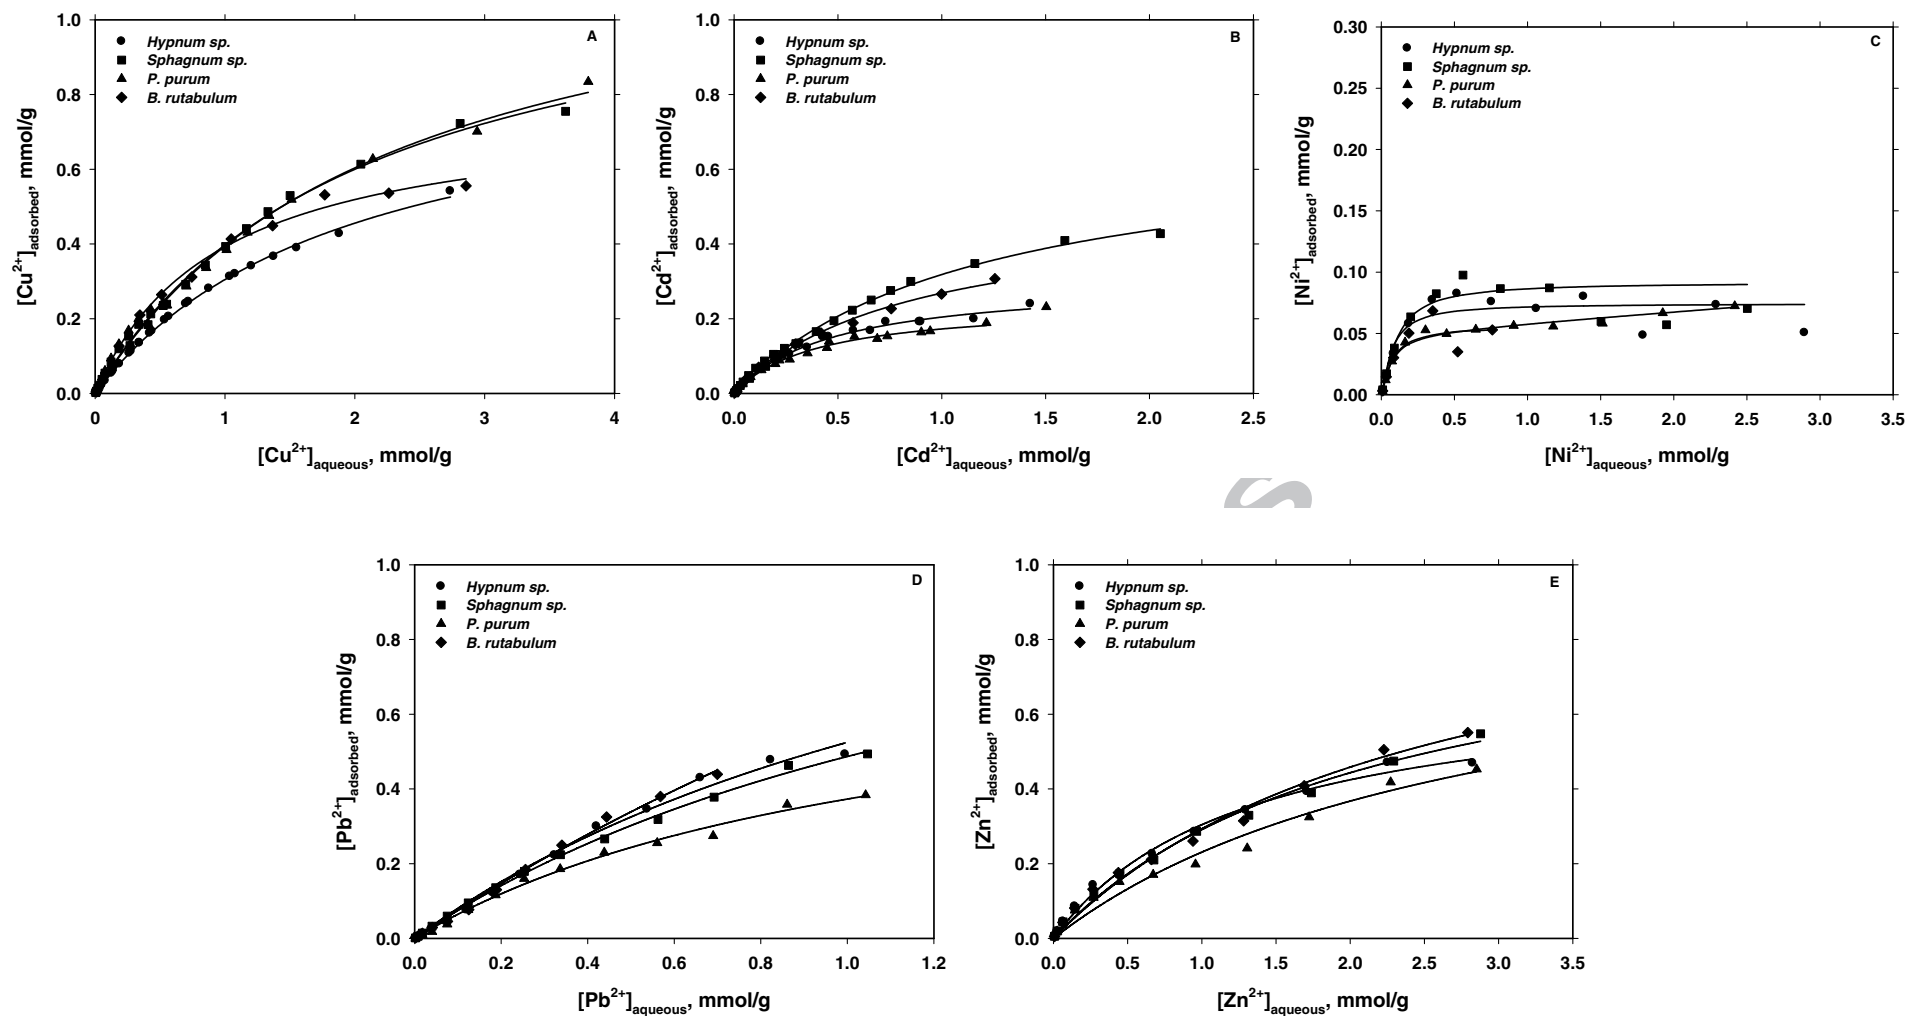 A
Hypnum sp.
Sphagnum sp.
P. purum
B. rutabulum
1.0
0.8
0.6
0.4
0.2
0.0
[Cu2+]adsorbed, mmol/g
0 1 2 3 4
[Cu2+]aqueous, mmol/g
B
Hypnum sp.
Sphagnum sp.
P. purum
B. rutabulum
1.0
0.8
0.6
0.4
0.2
0.0
[Cd2+]adsorbed, mmol/g
0.0 0.5 1.0 1.5 2.0 2.5
[Cd2+]aqueous, mmol/g
C
Hypnum sp.
Sphagnum sp.
P. purum
B. rutabulum
0.30
0.25
0.20
0.15
0.10
0.05
0.00
[Ni2+]adsorbed, mmol/g
0.0 0.5 1.0 1.5 2.0 2.5 3.0 3.5
[Ni2+]aqueous, mmol/g
D
Hypnum sp.
Sphagnum sp.
P. purum
B. rutabulum
1.0
0.8
0.6
0.4
0.2
0.0
[Pb2+]adsorbed, mmol/g
0.0 0.2 0.4 0.6 0.8 1.0 1.2
[Pb2+]aqueous, mmol/g
E
Hypnum sp.
Sphagnum sp.
P. purum
B. rutabulum
1.0
0.8
0.6
0.4
0.2
0.0
[Zn2+]adsorbed, mmol/g
0.0 0.5 1.0 1.5 2.0 2.5 3.0 3.5
[Zn2+]aqueous, mmol/g